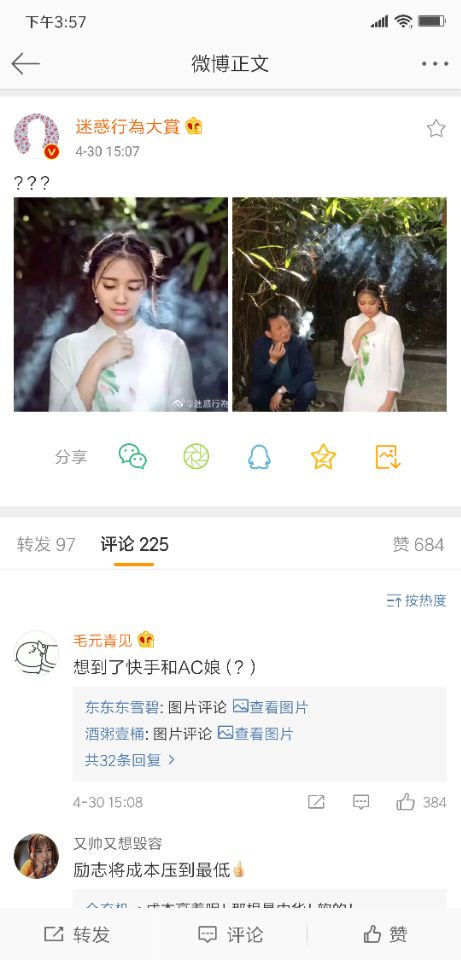 下午3:57
微博正文
迷惑行為大賞
V
4-30 15:07
???
@迷惑行為
分享
转发 97
评论 225
赞 684
按热度
毛元青见
想到了快手和AC娘(?)
东东东雪碧: 图片评论 查看图片
酒粥壹桶: 图片评论 查看图片
共32条回复
4-30 15:08
384
又帅又想毁容
励志将成本压到最低👍
转发
评论
赞